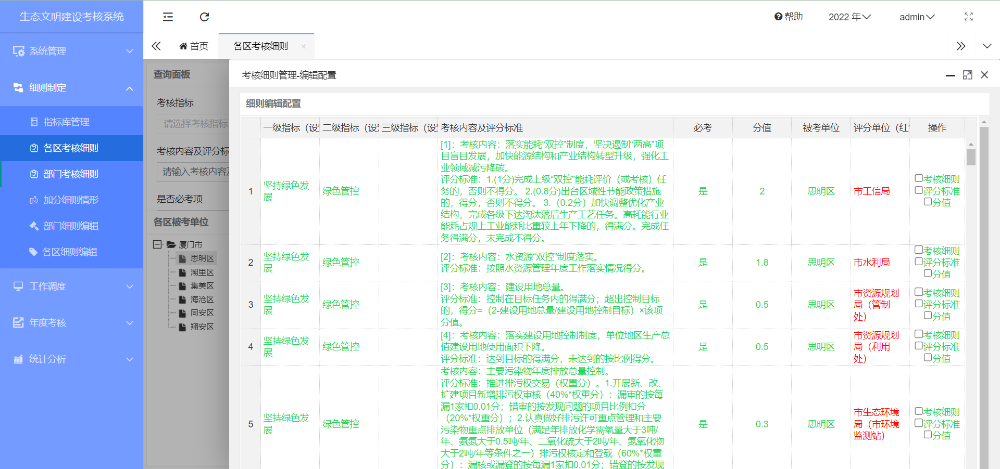 生态文明建设考核系统
帮助
2022 年
admin
系统管理
细则制定
指标库管理
各区考核细则
部门考核细则
加分细则情形
部门细则编辑
各区细则编辑
工作调度
年度考核
统计分析
首页
各区考核细则
查询面板
考核指标
请选择考核指标
考核内容及评分标
请输入考核内容
是否必考项
各区被考单位
厦门市
思明区
湖里区
集美区
海沧区
同安区
翔安区
考核细则管理-编辑配置
细则编辑配置
一级指标（设
二级指标（设
三级指标（设
考核内容及评分标准
必考
分值
被考单位
评分单位（红
操作
1
坚持绿色发
展
绿色管控
[1]：考核内容：落实能耗“双控”制度，坚决遏制“两高”项
目盲目发展，加快能源结构和产业结构转型升级，强化工
业领域减污降碳。
评分标准：1.(1分)完成上级“双控”能耗评价（或考核）任
务的，否则不得分。 2.(0.8分)出台区域性节能政策措施
的，得分，否则不得分。 3.（0.2分）加快调整优化产业
结构，完成各级下达淘汰落后生产工艺任务。高耗能行业
能耗占规上工业能耗比重较上年下降的，得满分。完成任
务得满分，未完成不得分。
是
2
思明区
市工信局
考核细则
评分标准
分值
2
坚持绿色发
展
绿色管控
[2]：考核内容：水资源“双控”制度落实。
评分标准：按照水资源管理年度工作落实情况得分。
是
1.8
思明区
市水利局
考核细则
评分标准
分值
3
坚持绿色发
展
绿色管控
[3]：考核内容：建设用地总量。
评分标准：控制在目标任务内的得满分；超出控制目标
的，得分=（2-建设用地总量/建设用地控制目标）×该项
分值。
是
0.5
思明区
市资源规划
局（管制
处）
考核细则
评分标准
分值
4
坚持绿色发
展
绿色管控
[4]：考核内容：落实建设用地控制制度，单位地区生产总
值建设用地使用面积下降。
评分标准：达到目标的得满分，未达到的按比例得分。
是
0.5
思明区
市资源规划
局（利用
处）
考核细则
评分标准
分值
5
坚持绿色发
展
绿色管控
考核内容：主要污染物年度排放总量控制。
评分标准：推进排污权交易（权重分）。1.开展新、改、
扩建项目新增排污权审核（40%*权重分）：漏审的按每
漏1家扣0.01分；错审的按发现问题的项目比例扣分
（20%*权重分）；2.认真做好排污许可重点管理和主要
污染物重点排放单位（满足年排放化学需氧量大于3吨/
年、氨氮大于0.5吨/年、二氧化硫大于2吨/年、氮氧化物
大于2吨/年等条件之一）排污权核定和登载（60%*权重
分）：漏核或漏登的按每漏1家扣0.01分；错登的按发现
是
0.3
思明区
市生态环境
局（市环境
监测站）
考核细则
评分标准
分值